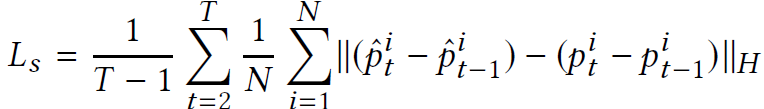 $L_s = \frac{1}{T-1} \sum_{t=2}^{T} \frac{1}{N} \sum_{i=1}^{N} ||(\hat{p}_t^i - \hat{p}_{t-1}^i) - (p_t^i - p_{t-1}^i)||_H$